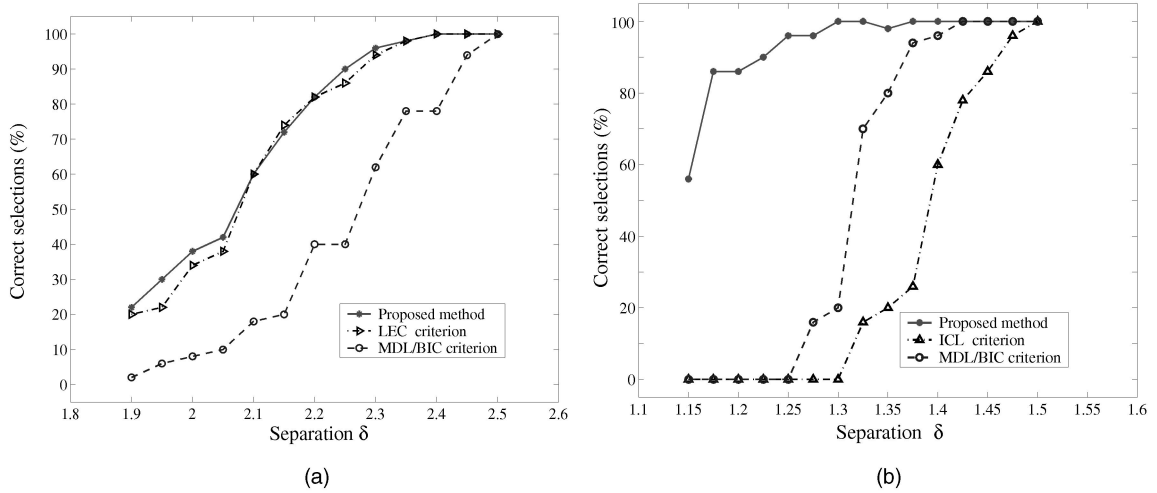 100
90
80
70
60
50
40
30
20
10
0
Correct selections (%)
1.8 1.9 2 2.1 2.2 2.3 2.4 2.5 2.6
Separation δ
Proposed method
LEC criterion
MDL/BIC criterion
(a)
100
80
60
40
20
0
Correct selections (%)
1.1 1.15 1.2 1.25 1.3 1.35 1.4 1.45 1.5 1.55 1.6
Separation δ
Proposed method
ICL criterion
MDL/BIC criterion
(b)